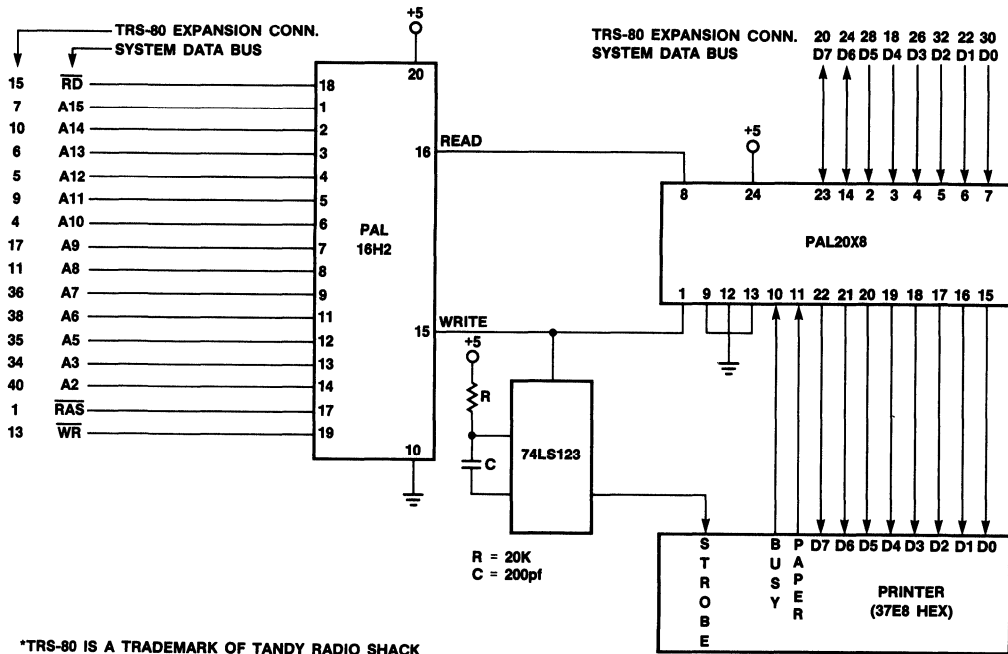 +5
TRS-80 EXPANSION CONN.
SYSTEM DATA BUS
15 RD 18
7 A15 1
10 A14 2
6 A13 3
5 A12 4
9 A11 5
4 A10 6
17 A9 7
11 A8 8
36 A7 9
38 A6 11
35 A5 12
34 A3 13
40 A2 14
1 RAS 17
13 WR 19
20
PAL
16H2
16 READ
15 WRITE
10
TRS-80 EXPANSION CONN. 20 24 28 18 26 32 22 30
SYSTEM DATA BUS D7 D6 D5 D4 D3 D2 D1 D0
+5
8 24 23 14 2 3 4 5 6 7
PAL20X8
1 9 12 13 10 11 22 21 20 19 18 17 16 15
+5
R
C
74LS123
R = 20K
C = 200pf
STROBE
BUSY
PAPER
D7 D6 D5 D4 D3 D2 D1 D0
PRINTER
(37E8 HEX)
*TRS-80 IS A TRADEMARK OF TANDY RADIO SHACK